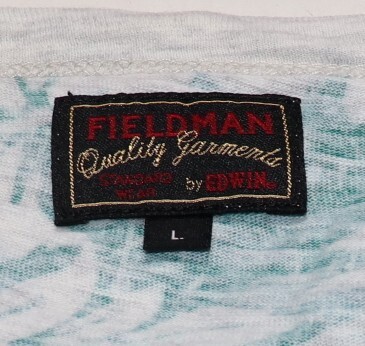 FIELDMAN
Quality Garments
STANDARD
WEAR by EDWIN
L.